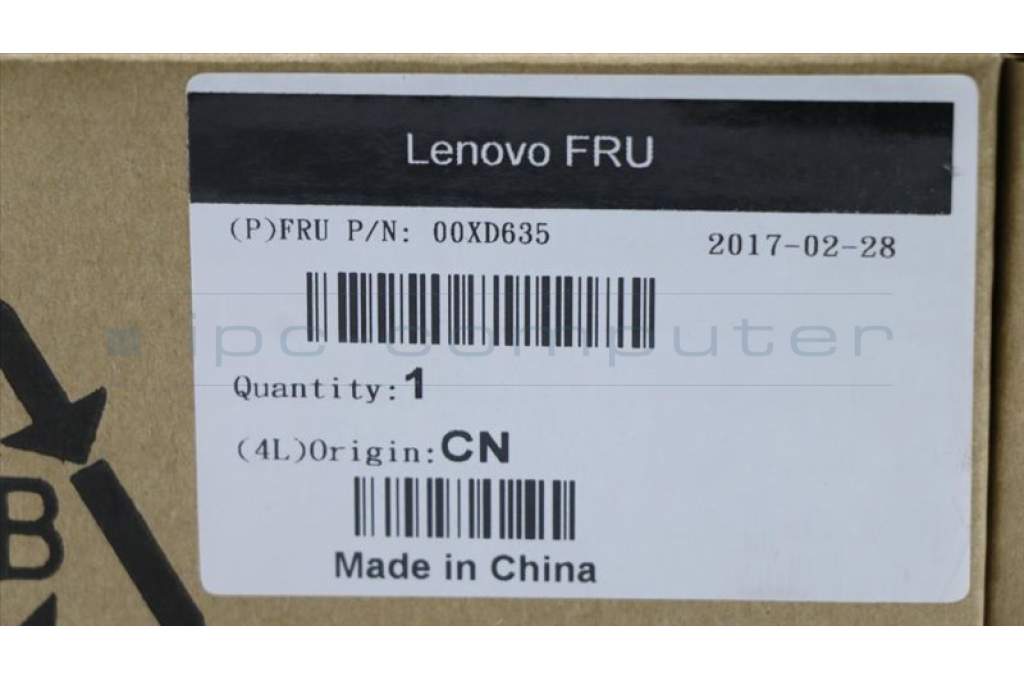 Lenovo FRU
(P)FRU P/N: 00XD635
2017-02-28
ipc computer
Quantity:1
(4L)Origin:CN
B
Made in China